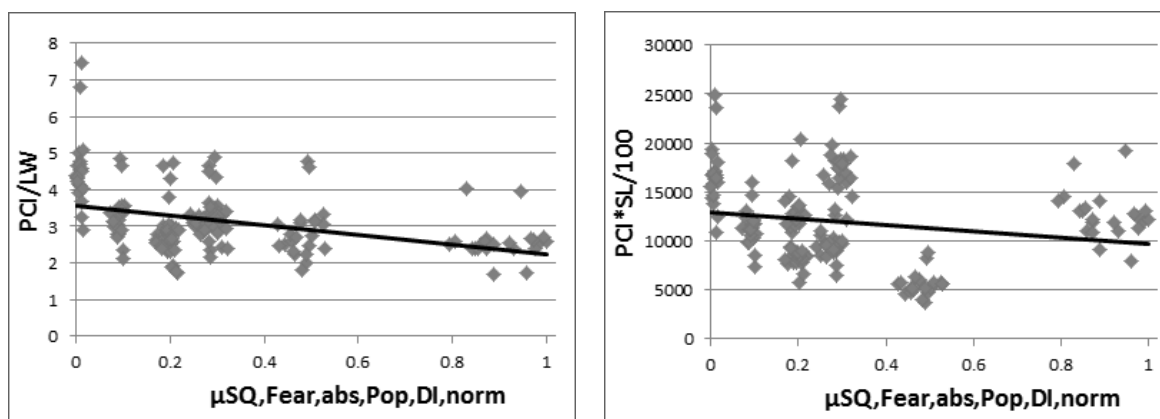 PCI/LW
8
7
6
5
4
3
2
1
0
0 0.2 0.4 0.6 0.8 1
μSQ,Fear,abs,Pop,DI,norm
PCI*SL/100
30000
25000
20000
15000
10000
5000
0
0 0.2 0.4 0.6 0.8 1
μSQ,Fear,abs,Pop,DI,norm